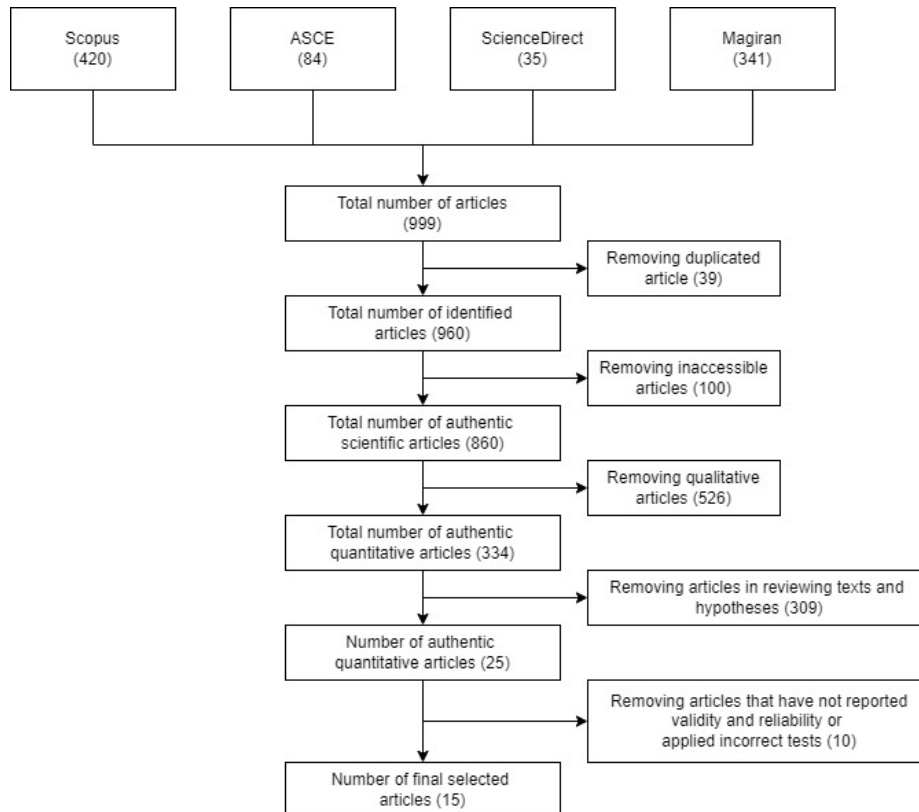 Scopus
(420)
ASCE
(84)
ScienceDirect
(35)
Magiran
(341)
Total number of articles
(999)
Removing duplicated
article (39)
Total number of identified
articles (960)
Removing inaccessible
articles (100)
Total number of authentic
scientific articles (860)
Removing qualitative
articles (526)
Total number of authentic
quantitative articles (334)
Removing articles in reviewing texts and
hypotheses (309)
Number of authentic
quantitative articles (25)
Removing articles that have not reported
validity and reliability or
applied incorrect tests (10)
Number of final selected
articles (15)